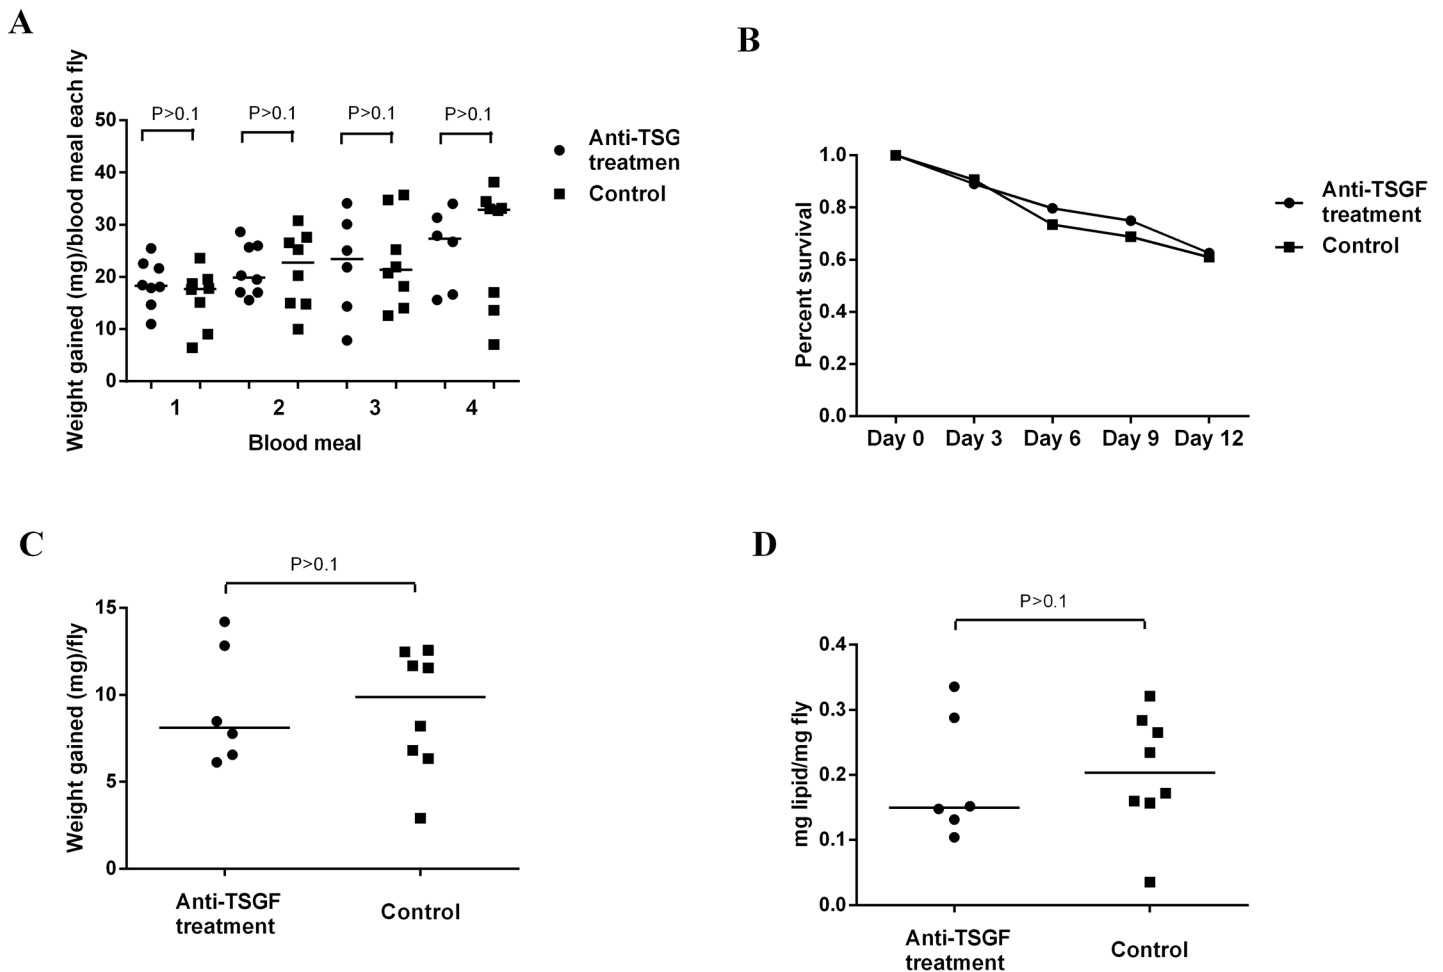 A
Weight gained (mg)/blood meal each fly
P>0.1
P>0.1
P>0.1
P>0.1
50
40
30
20
10
0
1
2
3
4
Blood meal
Anti-TSG
treatmen
Control
B
Percent survival
1.0
0.8
0.6
0.4
0.2
0.0
Day 0
Day 3
Day 6
Day 9
Day 12
Anti-TSGF
treatment
Control
C
Weight gained (mg)/fly
P>0.1
15
10
5
0
Anti-TSGF
treatment
Control
D
mg lipid/mg fly
P>0.1
0.4
0.3
0.2
0.1
0.0
Anti-TSGF
treatment
Control